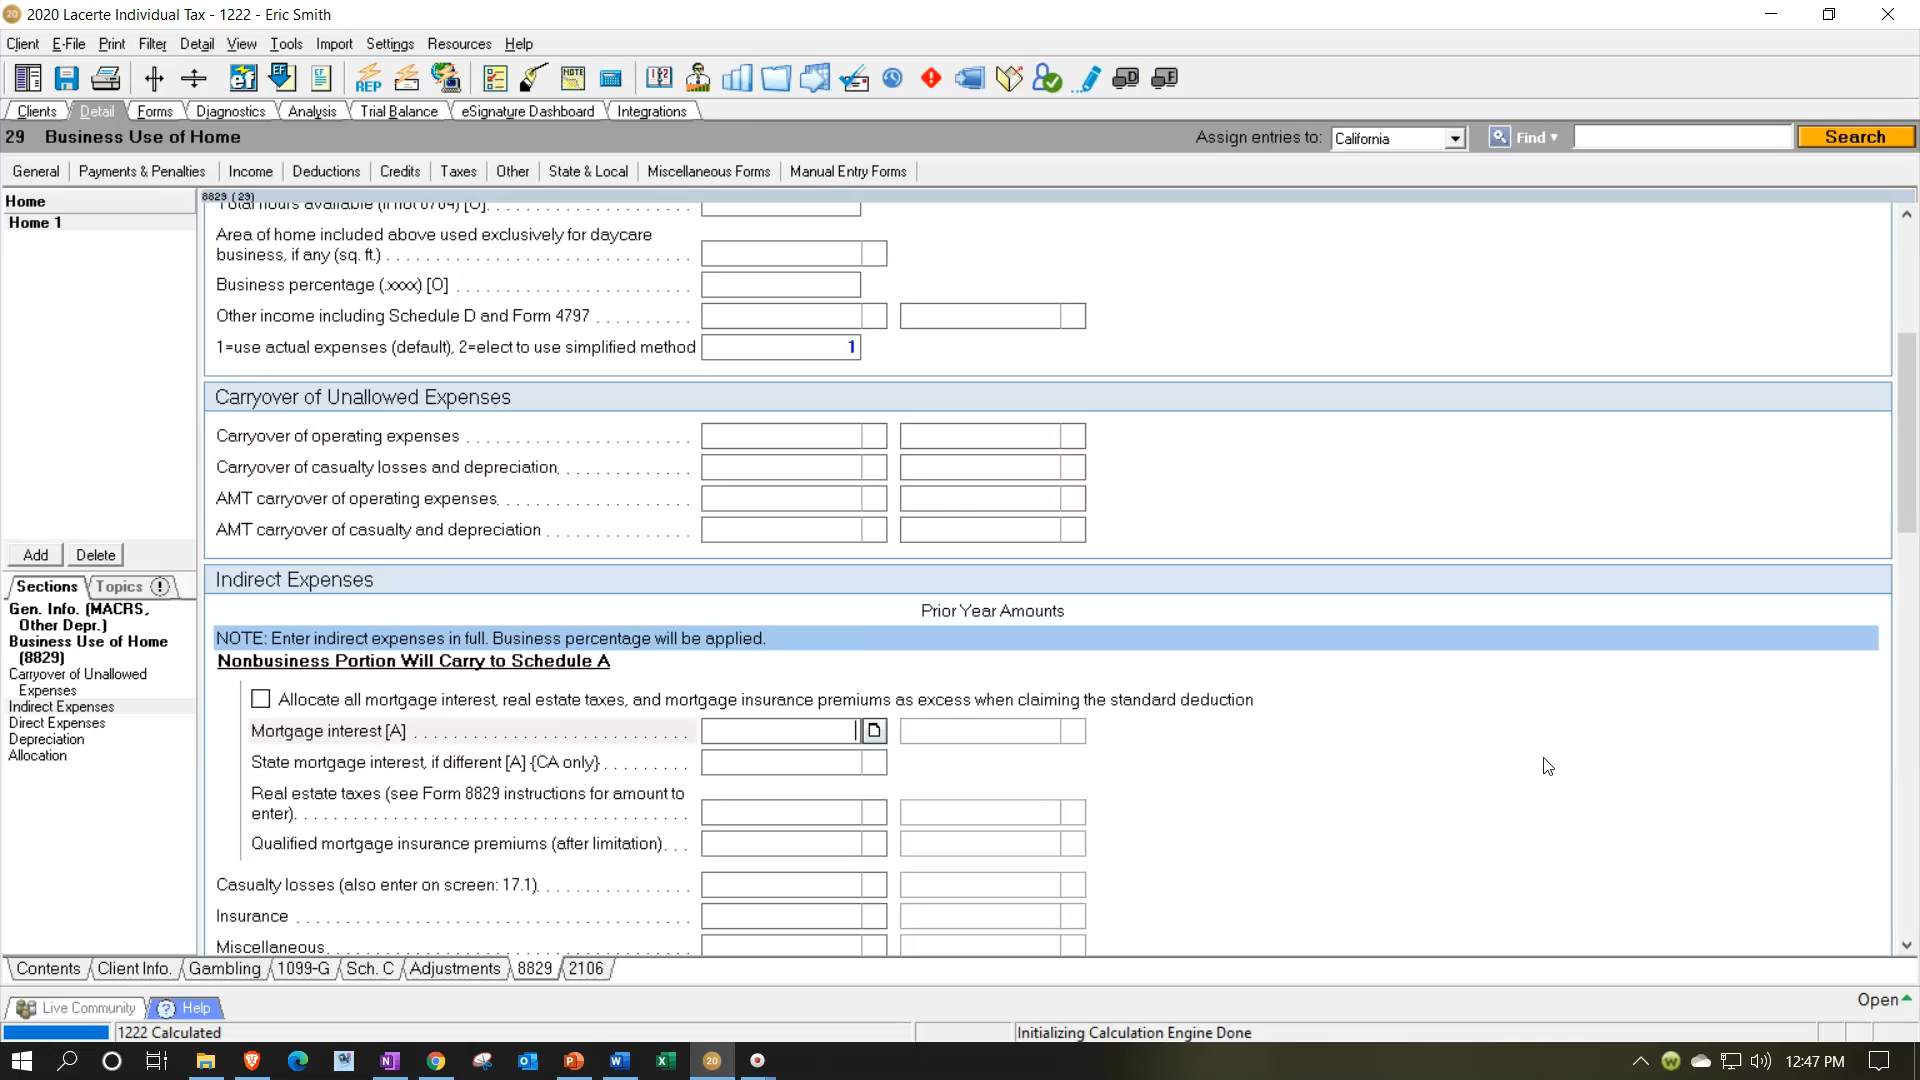 2020 Lacerte Individual Tax - 1222 - Eric Smith
Client E-File Print Filter Detail View Tools Import Settings Resources Help
Clients Detail Forms Diagnostics Analysis Trial Balance eSignature Dashboard Integrations
29 Business Use of Home Assign entries to: California Find Search
General Payments & Penalties Income Deductions Credits Taxes Other State & Local Miscellaneous Forms Manual Entry Forms
Home
Home 1
Add Delete
Sections Topics
Gen. Info. (MACRS,
Other Depr.)
Business Use of Home
(8829)
Carryover of Unallowed
Expenses
Indirect Expenses
Direct Expenses
Depreciation
Allocation
8829 (29)
Total hours available (if not 8784) [O]
Area of home included above used exclusively for daycare
business, if any (sq. ft.)
Business percentage (.xxxx) [O]
Other income including Schedule D and Form 4797
1=use actual expenses (default), 2=elect to use simplified method 1
Carryover of Unallowed Expenses
Carryover of operating expenses
Carryover of casualty losses and depreciation
AMT carryover of operating expenses
AMT carryover of casualty and depreciation
Indirect Expenses
Prior Year Amounts
NOTE: Enter indirect expenses in full. Business percentage will be applied.
Nonbusiness Portion Will Carry to Schedule A
Allocate all mortgage interest, real estate taxes, and mortgage insurance premiums as excess when claiming the standard deduction
Mortgage interest [A]
State mortgage interest, if different [A] {CA only}
Real estate taxes (see Form 8829 instructions for amount to
enter)
Qualified mortgage insurance premiums (after limitation)
Casualty losses (also enter on screen: 17.1)
Insurance
Miscellaneous
Contents Client Info. Gambling 1099-G Sch. C Adjustments 8829 2106
Live Community Help Open
1222 Calculated Initializing Calculation Engine Done
12:47 PM